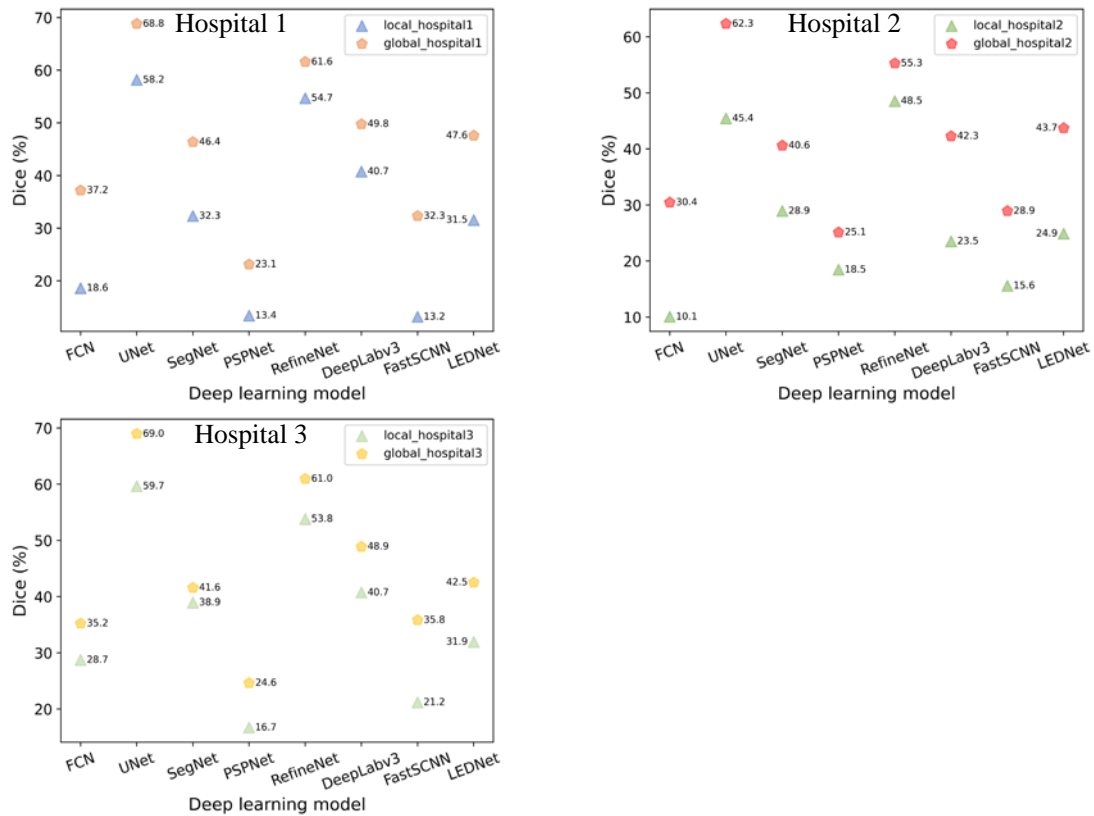 Hospital 1
local_hospital1
global_hospital1
Dice (%)
70
60
50
40
30
20
37.2
18.6
68.8
58.2
46.4
32.3
23.1
13.4
61.6
54.7
49.8
40.7
32.3
13.2
47.6
31.5
FCN
UNet
SegNet
PSPNet
RefineNet
DeepLabv3
FastSCNN
LEDNet
Deep learning model
Hospital 2
local_hospital2
global_hospital2
Dice (%)
60
50
40
30
20
10
30.4
10.1
62.3
45.4
40.6
28.9
25.1
18.5
55.3
48.5
42.3
23.5
28.9
15.6
43.7
24.9
FCN
UNet
SegNet
PSPNet
RefineNet
DeepLabv3
FastSCNN
LEDNet
Deep learning model
Hospital 3
local_hospital3
global_hospital3
Dice (%)
70
60
50
40
30
20
35.2
28.7
69.0
59.7
41.6
38.9
24.6
16.7
61.0
53.8
48.9
40.7
35.8
21.2
42.5
31.9
FCN
UNet
SegNet
PSPNet
RefineNet
DeepLabv3
FastSCNN
LEDNet
Deep learning model